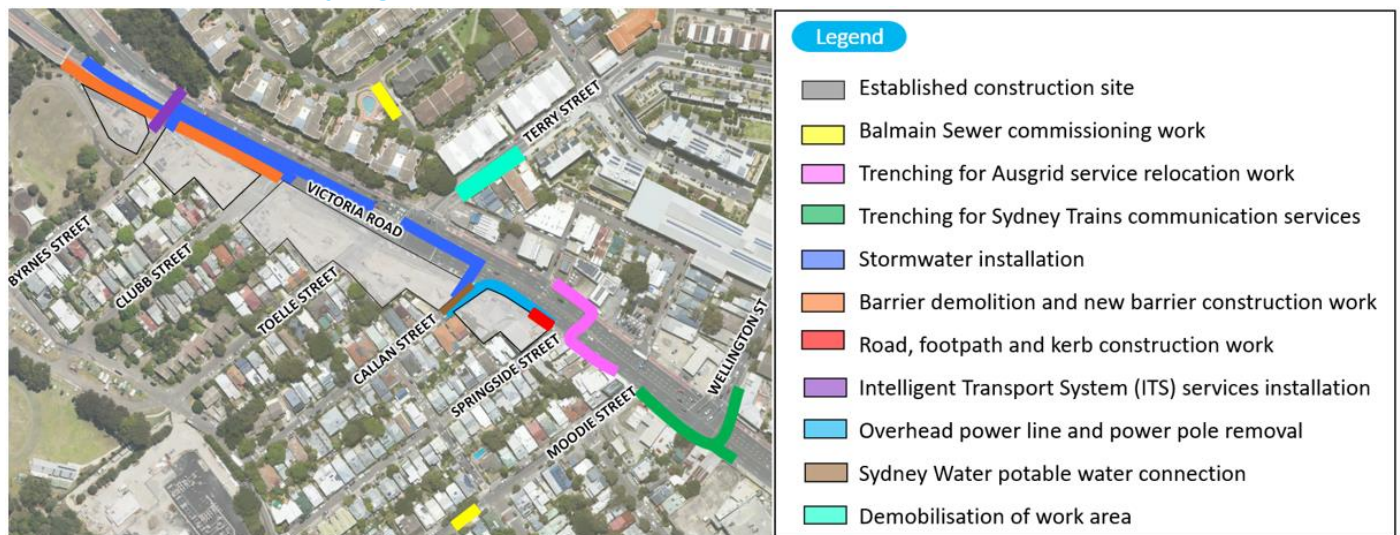 Legend
Established construction site
Balmain Sewer commissioning work
Trenching for Ausgrid service relocation work
Trenching for Sydney Trains communication services
Stormwater installation
Barrier demolition and new barrier construction work
Road, footpath and kerb construction work
Intelligent Transport System (ITS) services installation
Overhead power line and power pole removal
Sydney Water potable water connection
Demobilisation of work area
TERRY STREET
VICTORIA ROAD
BYRNES STREET
CLUBB STREET
TOELLE STREET
CALLAN STREET
SPRINGSIDE STREET
MOODIE STREET
WELLINGTON ST